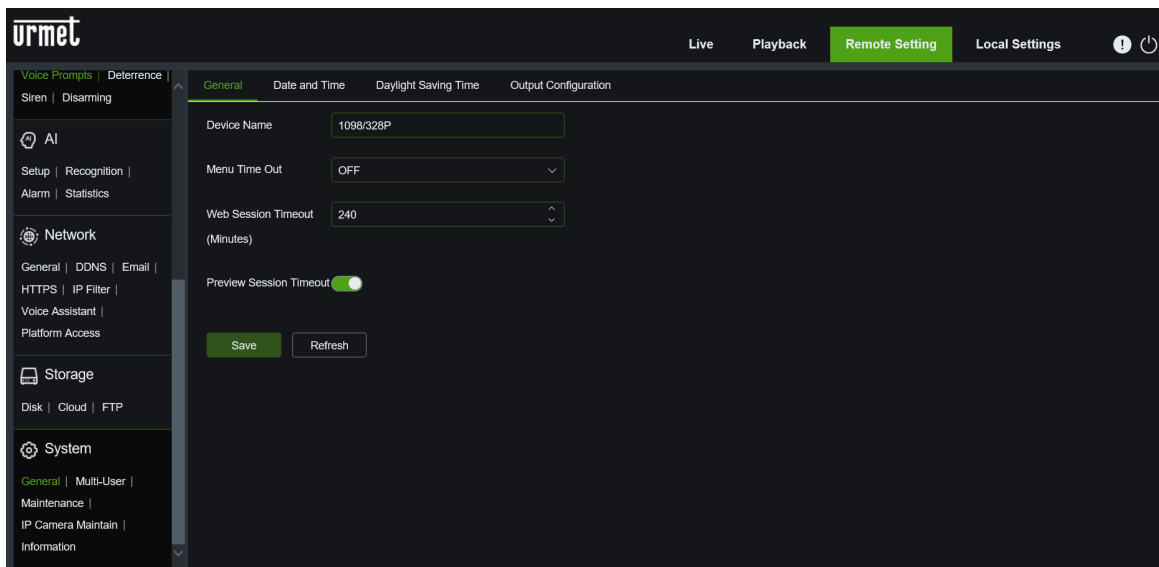 urmet
Live Playback Remote Setting Local Settings
Voice Prompts | Deterrence |
Siren | Disarming
AI
Setup | Recognition |
Alarm | Statistics
Network
General | DDNS | Email |
HTTPS | IP Filter |
Voice Assistant |
Platform Access
Storage
Disk | Cloud | FTP
System
General | Multi-User |
Maintenance |
IP Camera Maintain |
Information
General Date and Time Daylight Saving Time Output Configuration
Device Name 1098/328P
Menu Time Out OFF
Web Session Timeout 240
(Minutes)
Preview Session Timeout
Save Refresh